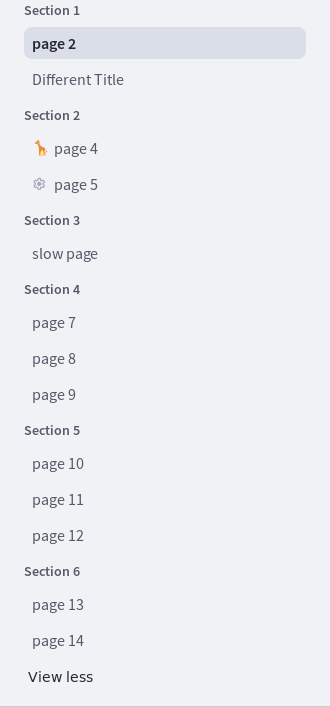 Section 1
page 2
Different Title
Section 2
page 4
page 5
Section 3
slow page
Section 4
page 7
page 8
page 9
Section 5
page 10
page 11
page 12
Section 6
page 13
page 14
View less